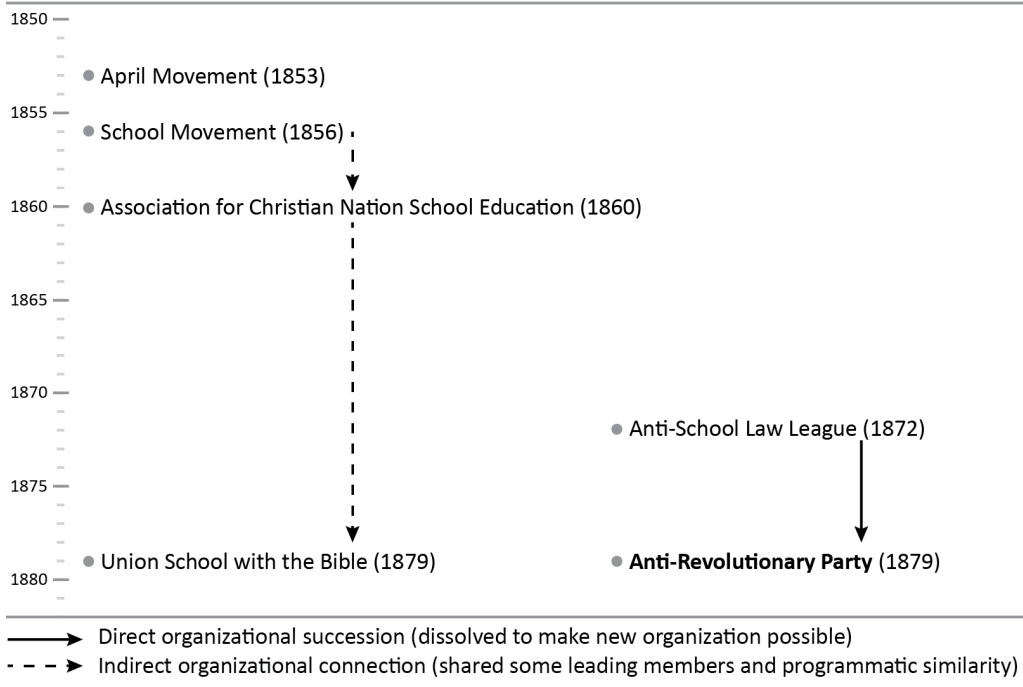 1850
April Movement (1853)
1855
School Movement (1856)
1860
Association for Christian Nation School Education (1860)
1865
1870
Anti-School Law League (1872)
1875
Union School with the Bible (1879)
Anti-Revolutionary Party (1879)
1880
Direct organizational succession (dissolved to make new organization possible)
Indirect organizational connection (shared some leading members and programmatic similarity)